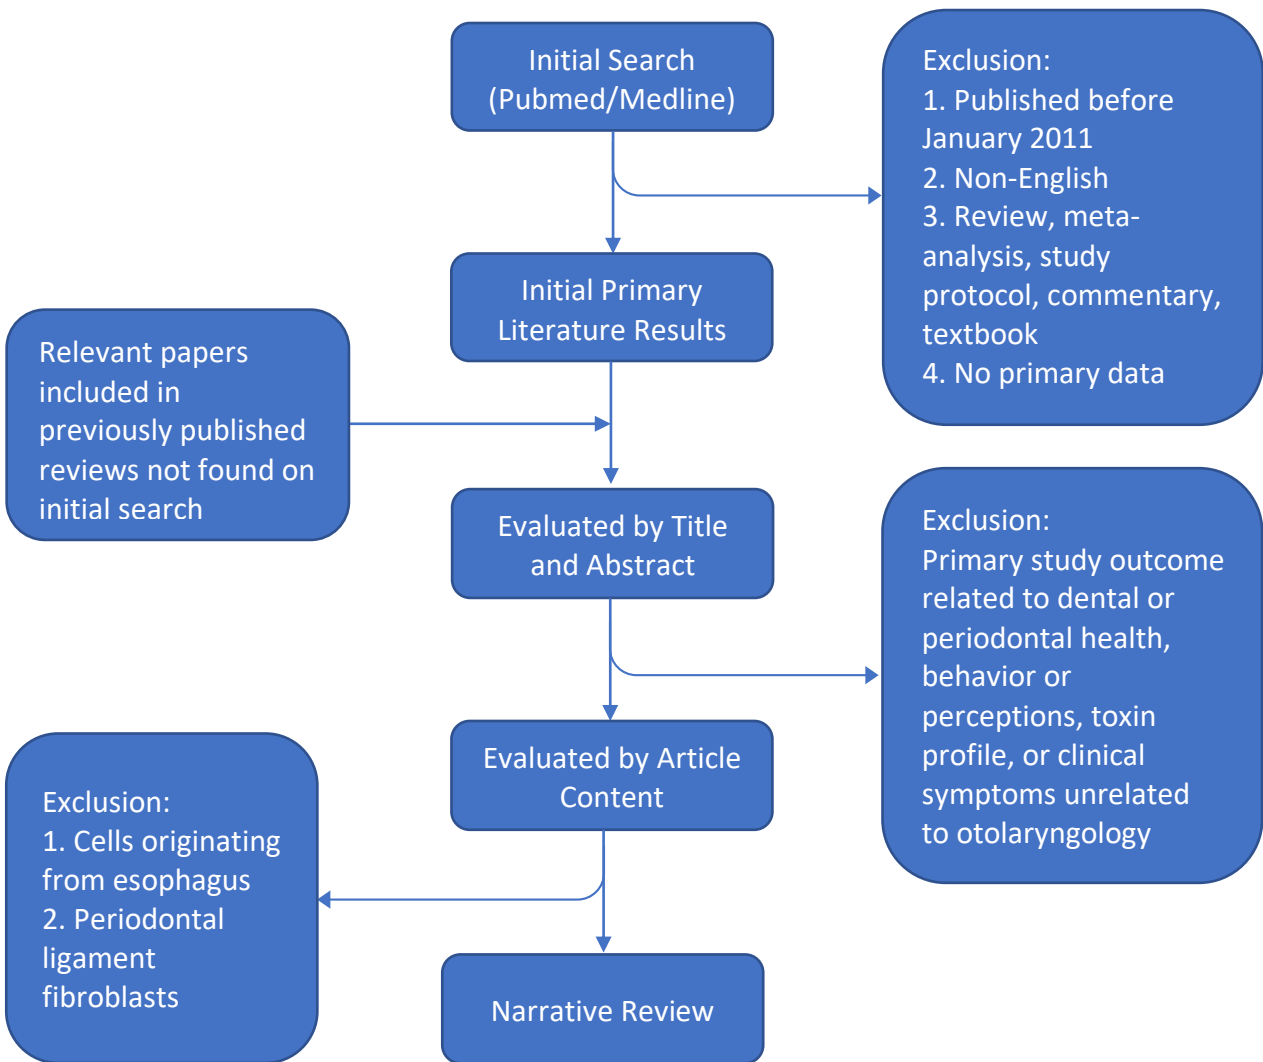 Initial Search
(Pubmed/Medline)
Exclusion:
1. Published before
January 2011
2. Non-English
3. Review, meta-
analysis, study
protocol, commentary,
textbook
4. No primary data
Initial Primary
Literature Results
Relevant papers
included in
previously published
reviews not found on
initial search
Evaluated by Title
and Abstract
Exclusion:
Primary study outcome
related to dental or
periodontal health,
behavior or
perceptions, toxin
profile, or clinical
symptoms unrelated
to otolaryngology
Evaluated by Article
Content
Exclusion:
1. Cells originating
from esophagus
2. Periodontal
ligament
fibroblasts
Narrative Review